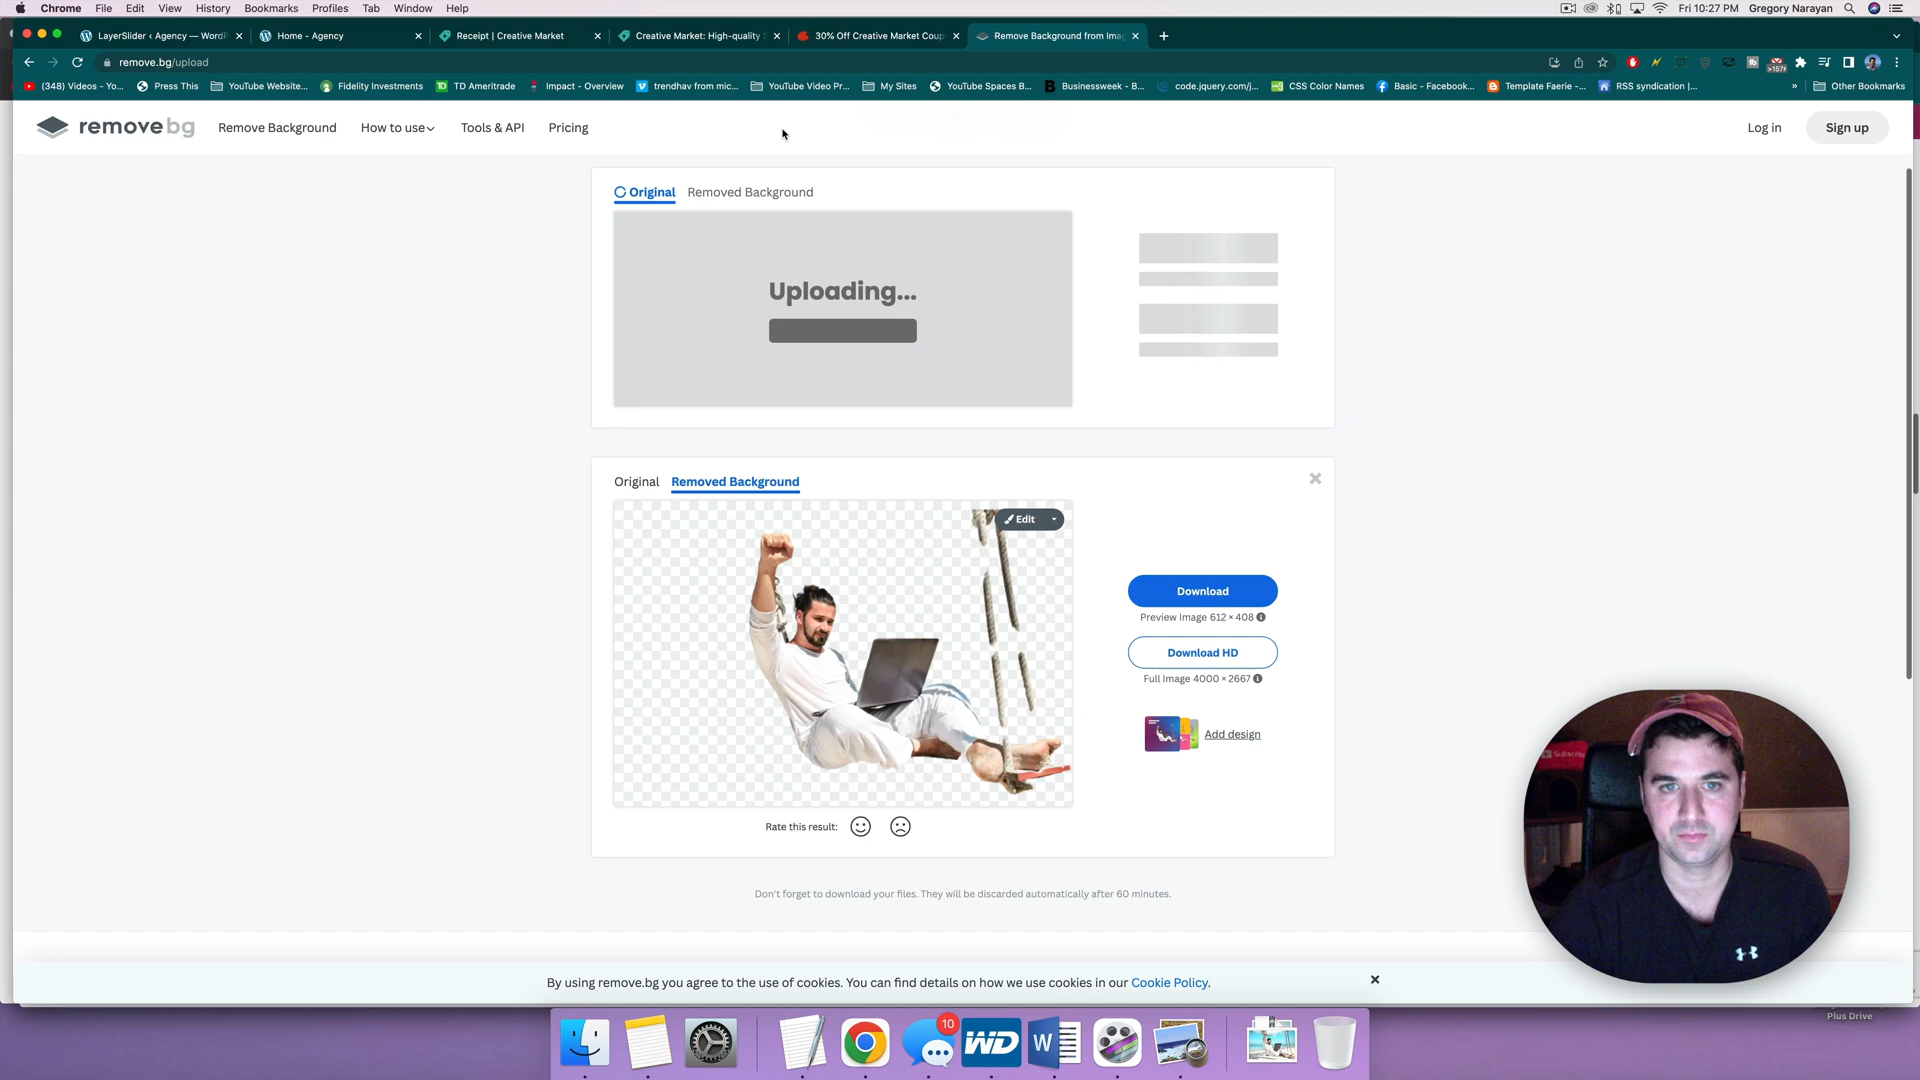 Chrome File Edit View History Bookmarks Profiles Tab Window Help Fri 10:27 PM Gregory Narayan
LayerSlider ‹ Agency — WordP Home - Agency Receipt | Creative Market Creative Market: High-quality S 30% Off Creative Market Coup Remove Background from Ima
remove.bg/upload >157+
(348) Videos - Yo... Press This YouTube Website... Fidelity Investments TD Ameritrade Impact - Overview trendhav from mic... YouTube Video Pr... My Sites YouTube Spaces B... Businessweek - B... code.jquery.com/j... CSS Color Names Basic - Facebook... Template Faerie -... RSS syndication |... » Other Bookmarks
remove bg Remove Background How to use Tools & API Pricing Log in Sign up
Original Removed Background
Uploading...
Original Removed Background
Edit
Download
Preview Image 612 × 408
Download HD
Full Image 4000 × 2667
Add design
Rate this result:
Don't forget to download your files. They will be discarded automatically after 60 minutes.
By using remove.bg you agree to the use of cookies. You can find details on how we use cookies in our Cookie Policy.
Subscribe
Plus Drive
10
WD
W